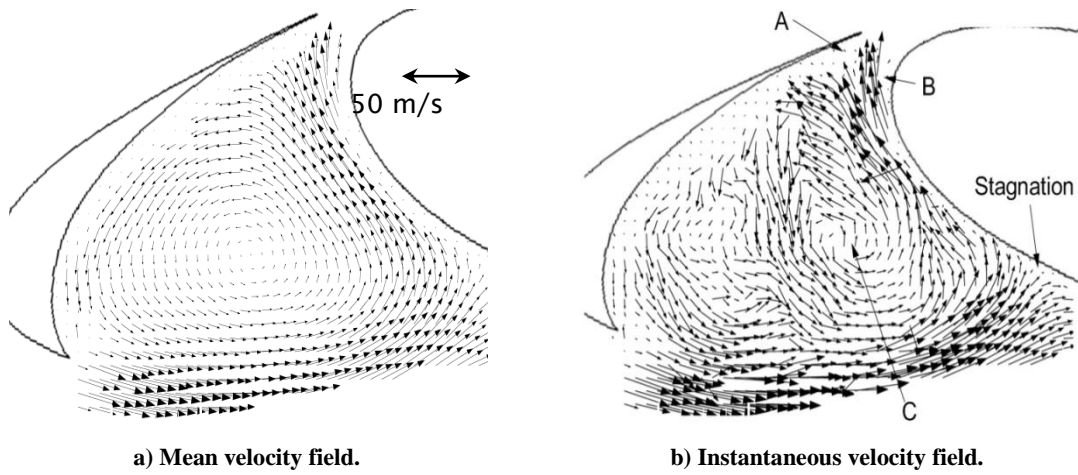 50 m/s
A
B
Stagnation
C
a) Mean velocity field.
b) Instantaneous velocity field.